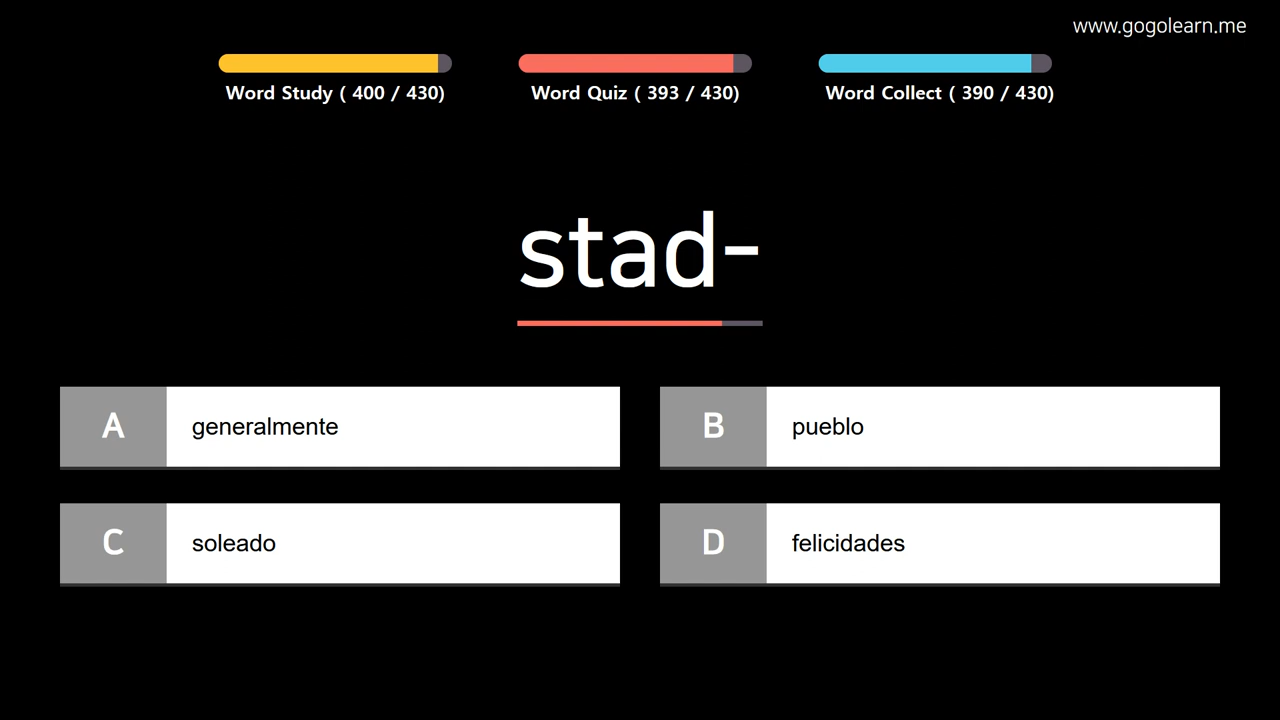 www.gogolearn.me
Word Study ( 400 / 430)
Word Quiz ( 393 / 430)
Word Collect ( 390 / 430)
stad-
A generalmente
B pueblo
C soleado
D felicidades